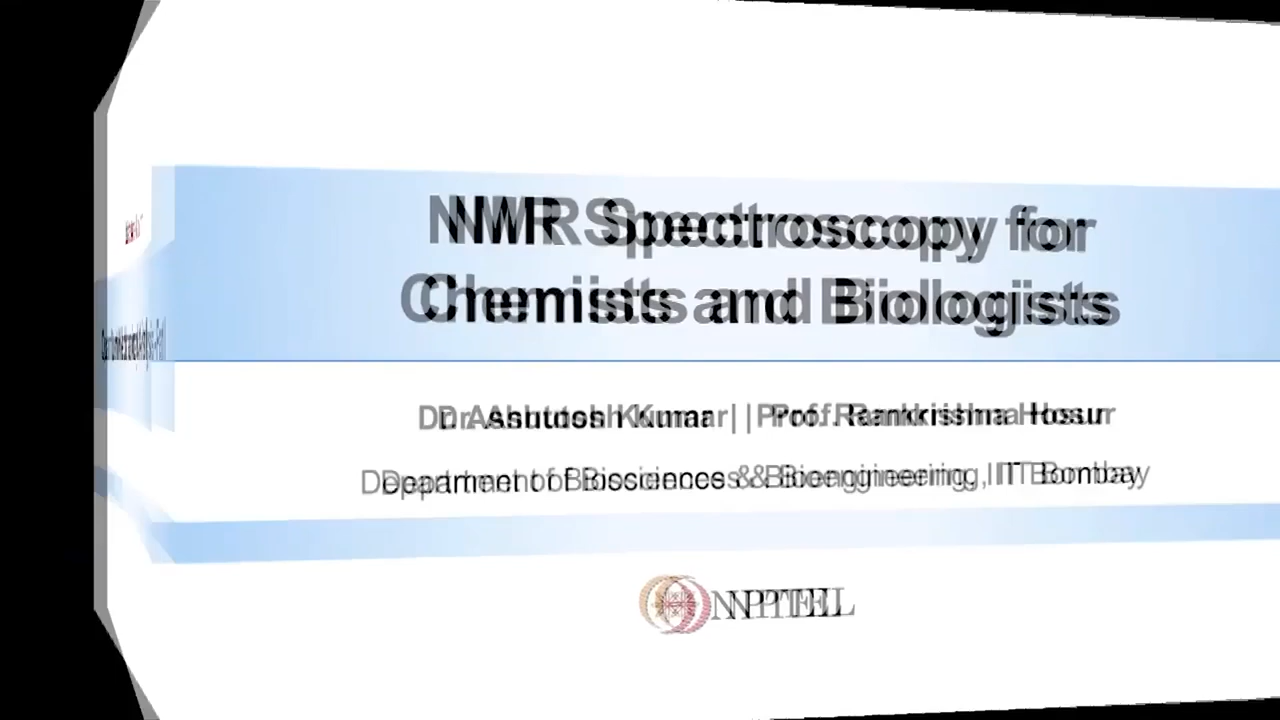 NMR Spectroscopy for
Chemists and Biologists
Dr. Ashutosh Kumar | Prof. Ramkrishna Hosur
Department of Biosciences & Bioengineering, IIT Bombay
NPTEL